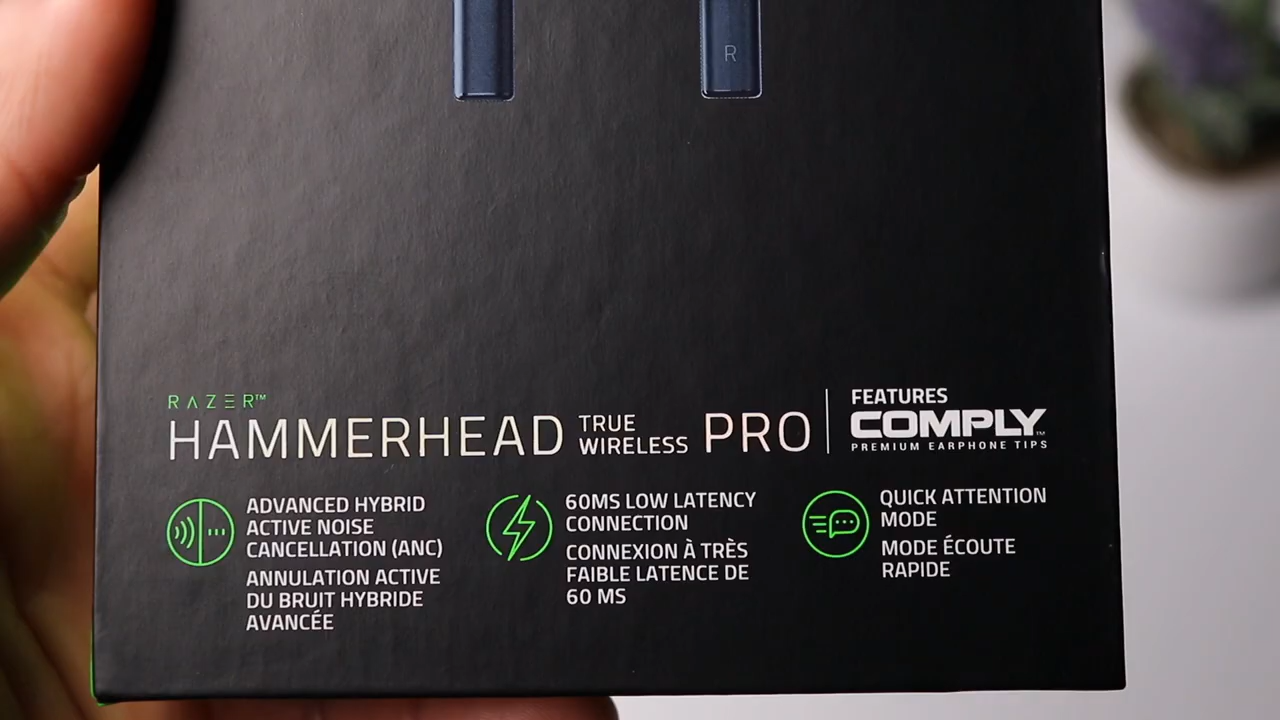 R
RAZER™
HAMMERHEAD TRUE WIRELESS PRO
FEATURES
COMPLY™
PREMIUM EARPHONE TIPS
ADVANCED HYBRID
ACTIVE NOISE
CANCELLATION (ANC)
ANNULATION ACTIVE
DU BRUIT HYBRIDE
AVANCÉE
60MS LOW LATENCY
CONNECTION
CONNEXION À TRÈS
FAIBLE LATENCE DE
60 MS
QUICK ATTENTION
MODE
MODE ÉCOUTE
RAPIDE